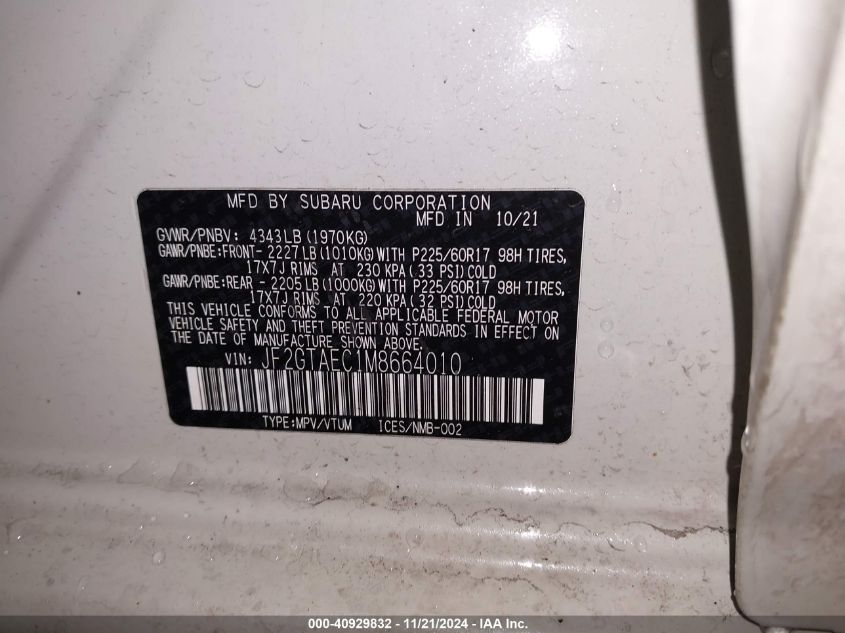 MFD BY SUBARU CORPORATION
MFD IN 10/21
GVWR/PNBV: 4343LB(1970KG)
GAWR/PNBE:FRONT- 2227LB(1010KG)WITH P225/60R17 98H TIRES,
17X7J RIMS AT 230 KPA(33 PSI)COLD
GAWR/PNBE:REAR - 2205LB(1000KG)WITH P225/60R17 98H TIRES,
17X7J RIMS AT 220 KPA(32 PSI)COLD
THIS VEHICLE CONFORMS TO ALL APPLICABLE FEDERAL MOTOR
VEHICLE SAFETY AND THEFT PREVENTION STANDARDS IN EFFECT ON
THE DATE OF MANUFACTURE SHOWN ABOVE.
VIN: JF2GTAEC1M8664010
TYPE:MPV/VTUM ICES/NMB-002
000-40929832 - 11/21/2024 - IAA Inc.